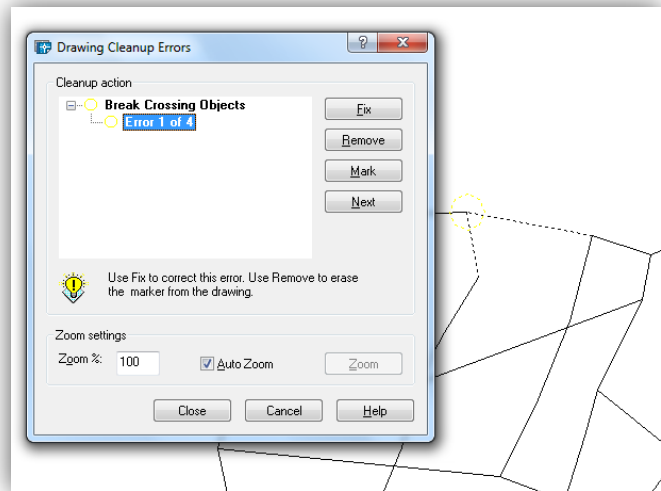 Drawing Cleanup Errors
Cleanup action
Break Crossing Objects
Error 1 of 4
Fix
Remove
Mark
Next
Use Fix to correct this error. Use Remove to erase
the marker from the drawing.
Zoom settings
Zoom %:
100
Auto Zoom
Zoom
Close
Cancel
Help